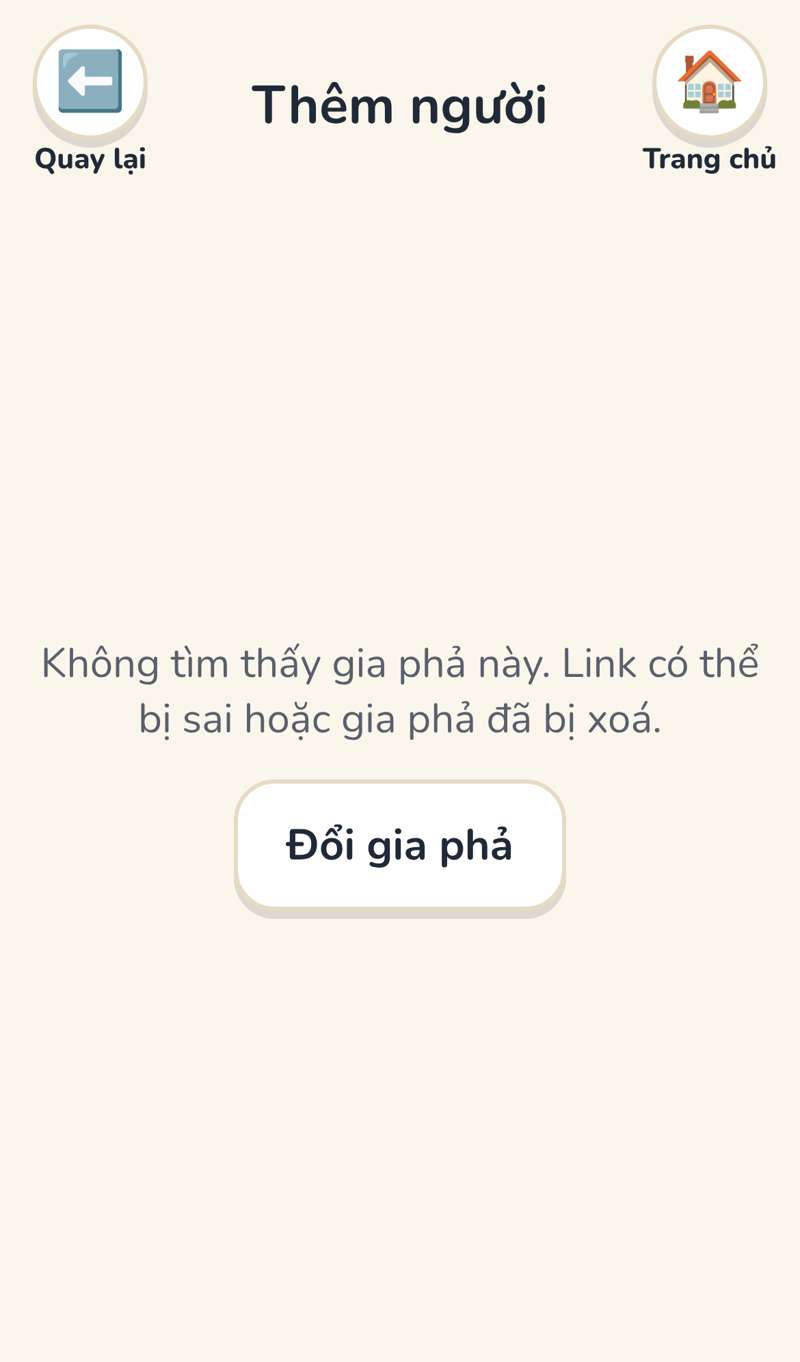 Thêm người
Quay lại
Trang chủ
Không tìm thấy gia phả này. Link có thể
bị sai hoặc gia phả đã bị xoá.
Đổi gia phả